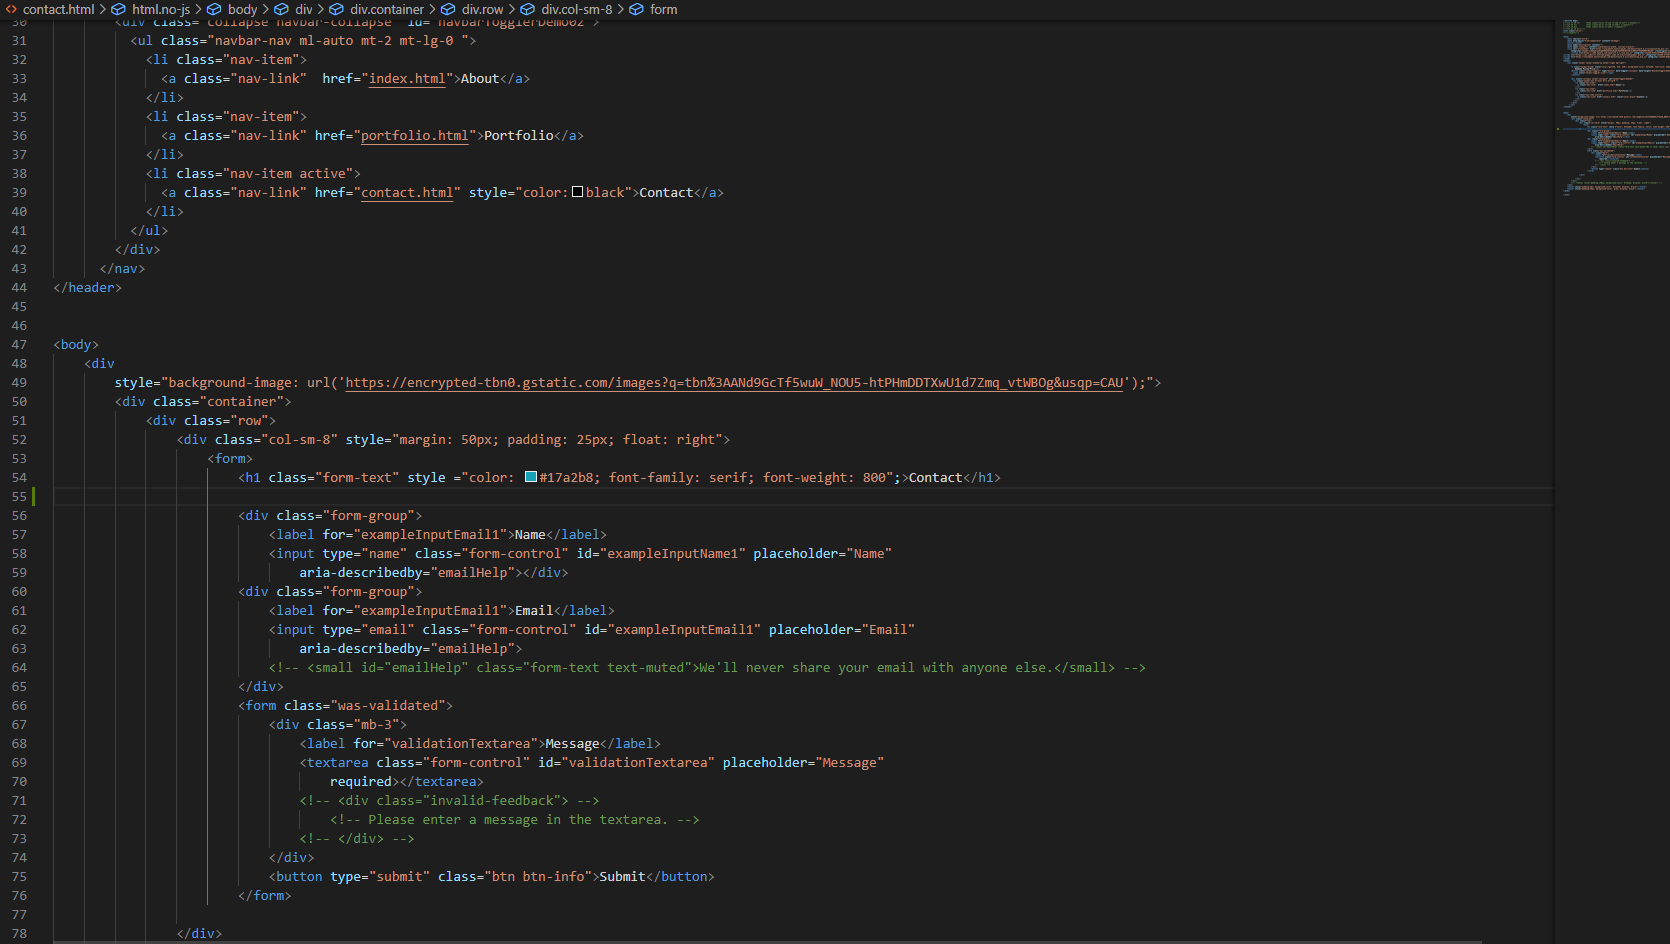 contact.html > html.no-js > body > div > div.container > div.row > div.col-sm-8 > form
30 <div class="collapse navbar-collapse" id="navbarTogglerDemo02">
31 <ul class="navbar-nav ml-auto mt-2 mt-lg-0 ">
32 <li class="nav-item">
33 <a class="nav-link"  href="index.html">About</a>
34 </li>
35 <li class="nav-item">
36 <a class="nav-link" href="portfolio.html">Portfolio</a>
37 </li>
38 <li class="nav-item active">
39 <a class="nav-link" href="contact.html" style="color:black">Contact</a>
40 </li>
41 </ul>
42 </div>
43 </nav>
44 </header>
45
46
47 <body>
48 <div
49 style="background-image: url('https://encrypted-tbn0.gstatic.com/images?q=tbn%3AANd9GcTf5wuW_NOU5-htPHmDDTXwU1d7Zmq_vtWBOg&usqp=CAU');">
50 <div class="container">
51 <div class="row">
52 <div class="col-sm-8" style="margin: 50px; padding: 25px; float: right">
53 <form>
54 <h1 class="form-text" style ="color: #17a2b8; font-family: serif; font-weight: 800";>Contact</h1>
55
56 <div class="form-group">
57 <label for="exampleInputEmail1">Name</label>
58 <input type="name" class="form-control" id="exampleInputName1" placeholder="Name"
59 aria-describedby="emailHelp"></div>
60 <div class="form-group">
61 <label for="exampleInputEmail1">Email</label>
62 <input type="email" class="form-control" id="exampleInputEmail1" placeholder="Email"
63 aria-describedby="emailHelp">
64 <!-- <small id="emailHelp" class="form-text text-muted">We'll never share your email with anyone else.</small> -->
65 </div>
66 <form class="was-validated">
67 <div class="mb-3">
68 <label for="validationTextarea">Message</label>
69 <textarea class="form-control" id="validationTextarea" placeholder="Message"
70 required></textarea>
71 <!-- <div class="invalid-feedback"> -->
72 <!-- Please enter a message in the textarea. -->
73 <!-- </div> -->
74 </div>
75 <button type="submit" class="btn btn-info">Submit</button>
76 </form>
77
78 </div>